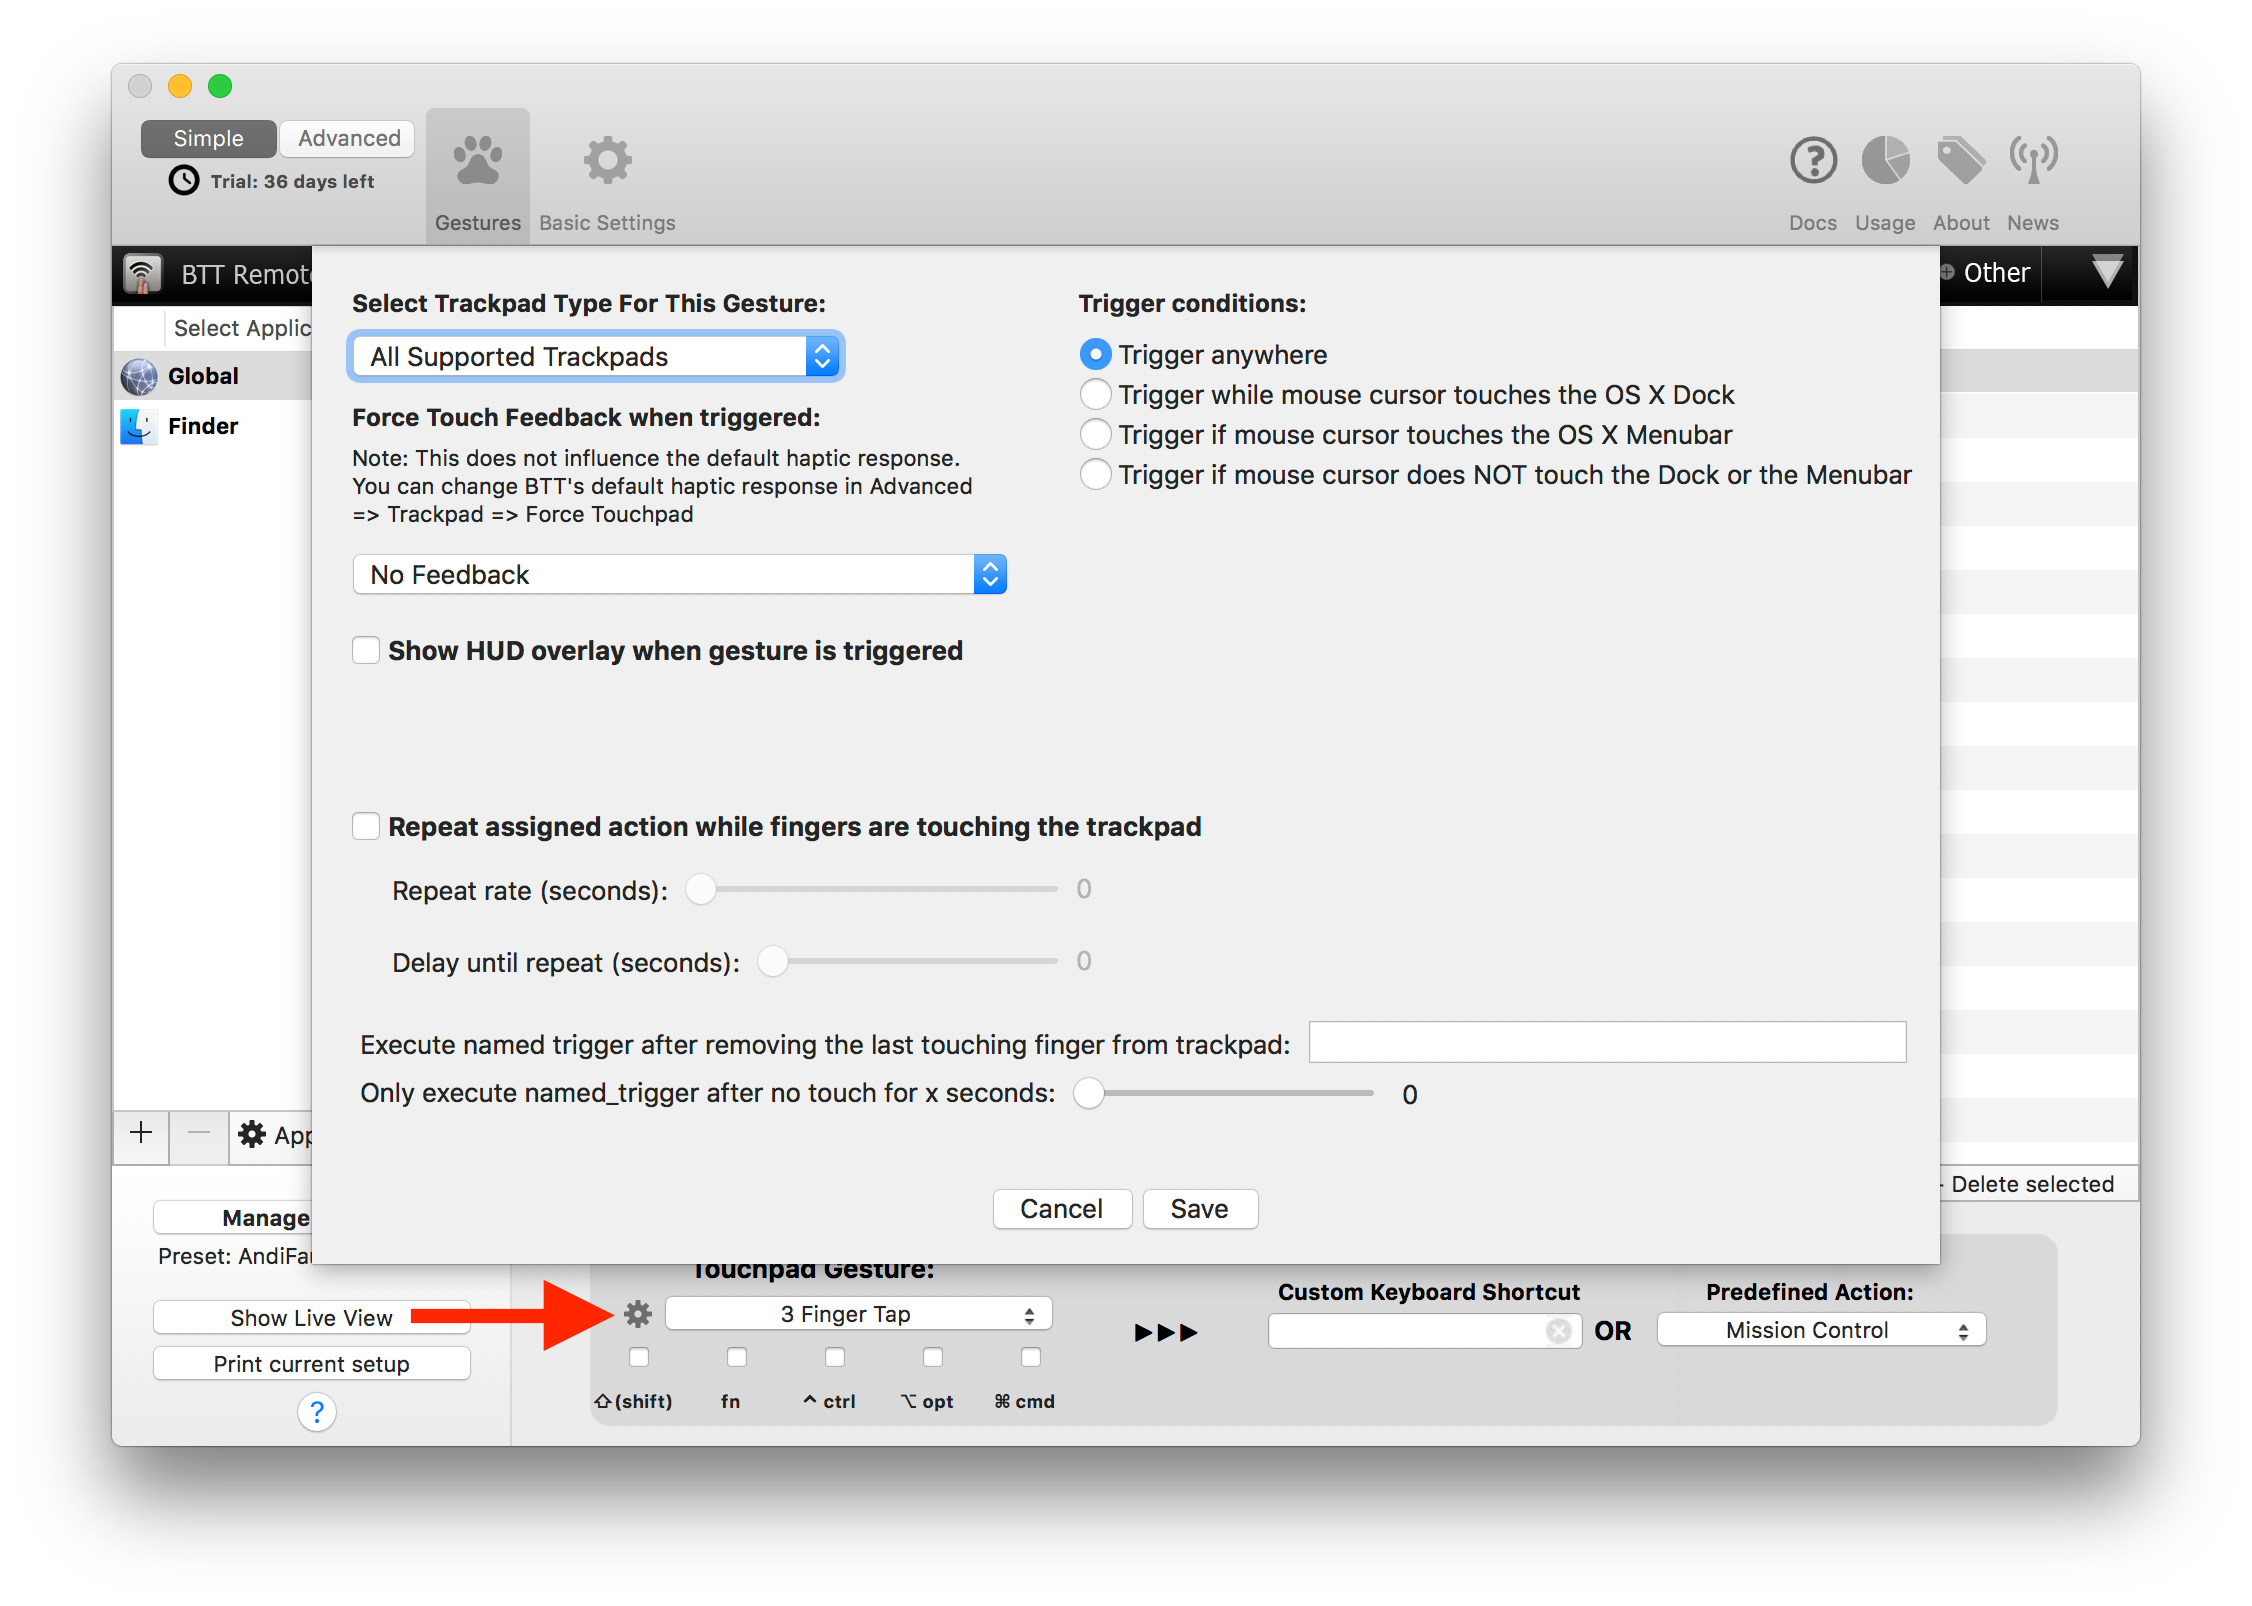 Simple
Advanced
Trial: 36 days left
Gestures
Basic Settings
Docs
Usage
About
News
BTT Remot
Other
Select Applic
Global
Finder
Select Trackpad Type For This Gesture:
All Supported Trackpads
Force Touch Feedback when triggered:
Note: This does not influence the default haptic response.
You can change BTT's default haptic response in Advanced
=> Trackpad => Force Touchpad
No Feedback
Show HUD overlay when gesture is triggered
Trigger conditions:
Trigger anywhere
Trigger while mouse cursor touches the OS X Dock
Trigger if mouse cursor touches the OS X Menubar
Trigger if mouse cursor does NOT touch the Dock or the Menubar
Repeat assigned action while fingers are touching the trackpad
Repeat rate (seconds):
0
Delay until repeat (seconds):
0
Execute named trigger after removing the last touching finger from trackpad:
Only execute named_trigger after no touch for x seconds:
0
Cancel
Save
+
App
- Delete selected
Manage
Preset: AndiFa
Show Live View
Print current setup
?
Touchpad Gesture:
3 Finger Tap
⇧(shift)
fn
^ ctrl
⌥ opt
⌘ cmd
Custom Keyboard Shortcut
OR
Predefined Action:
Mission Control